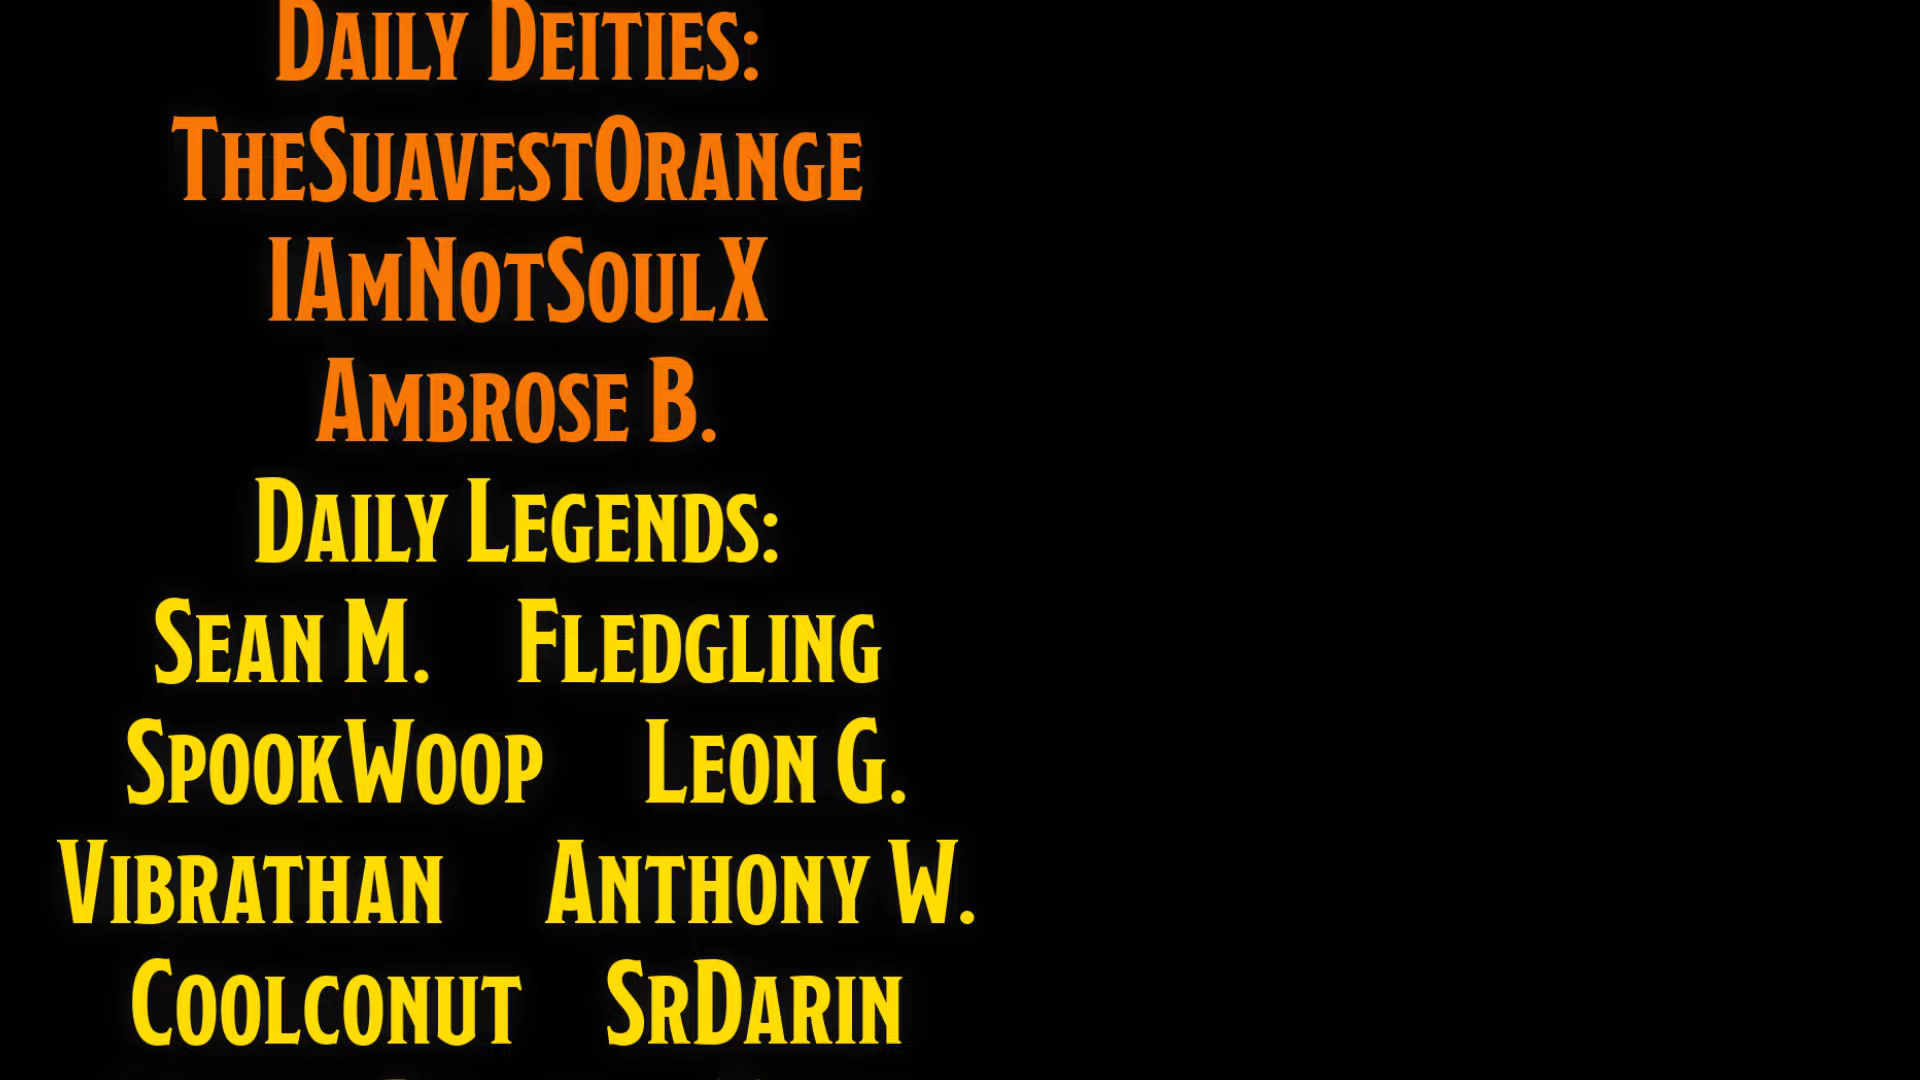 Daily Deities:
TheSuavestOrange
IAmNotSoulX
Ambrose B.
Daily Legends:
Sean M. Fledgling
SpookWoop Leon G.
Vibrathan Anthony W.
Coolconut SrDarin